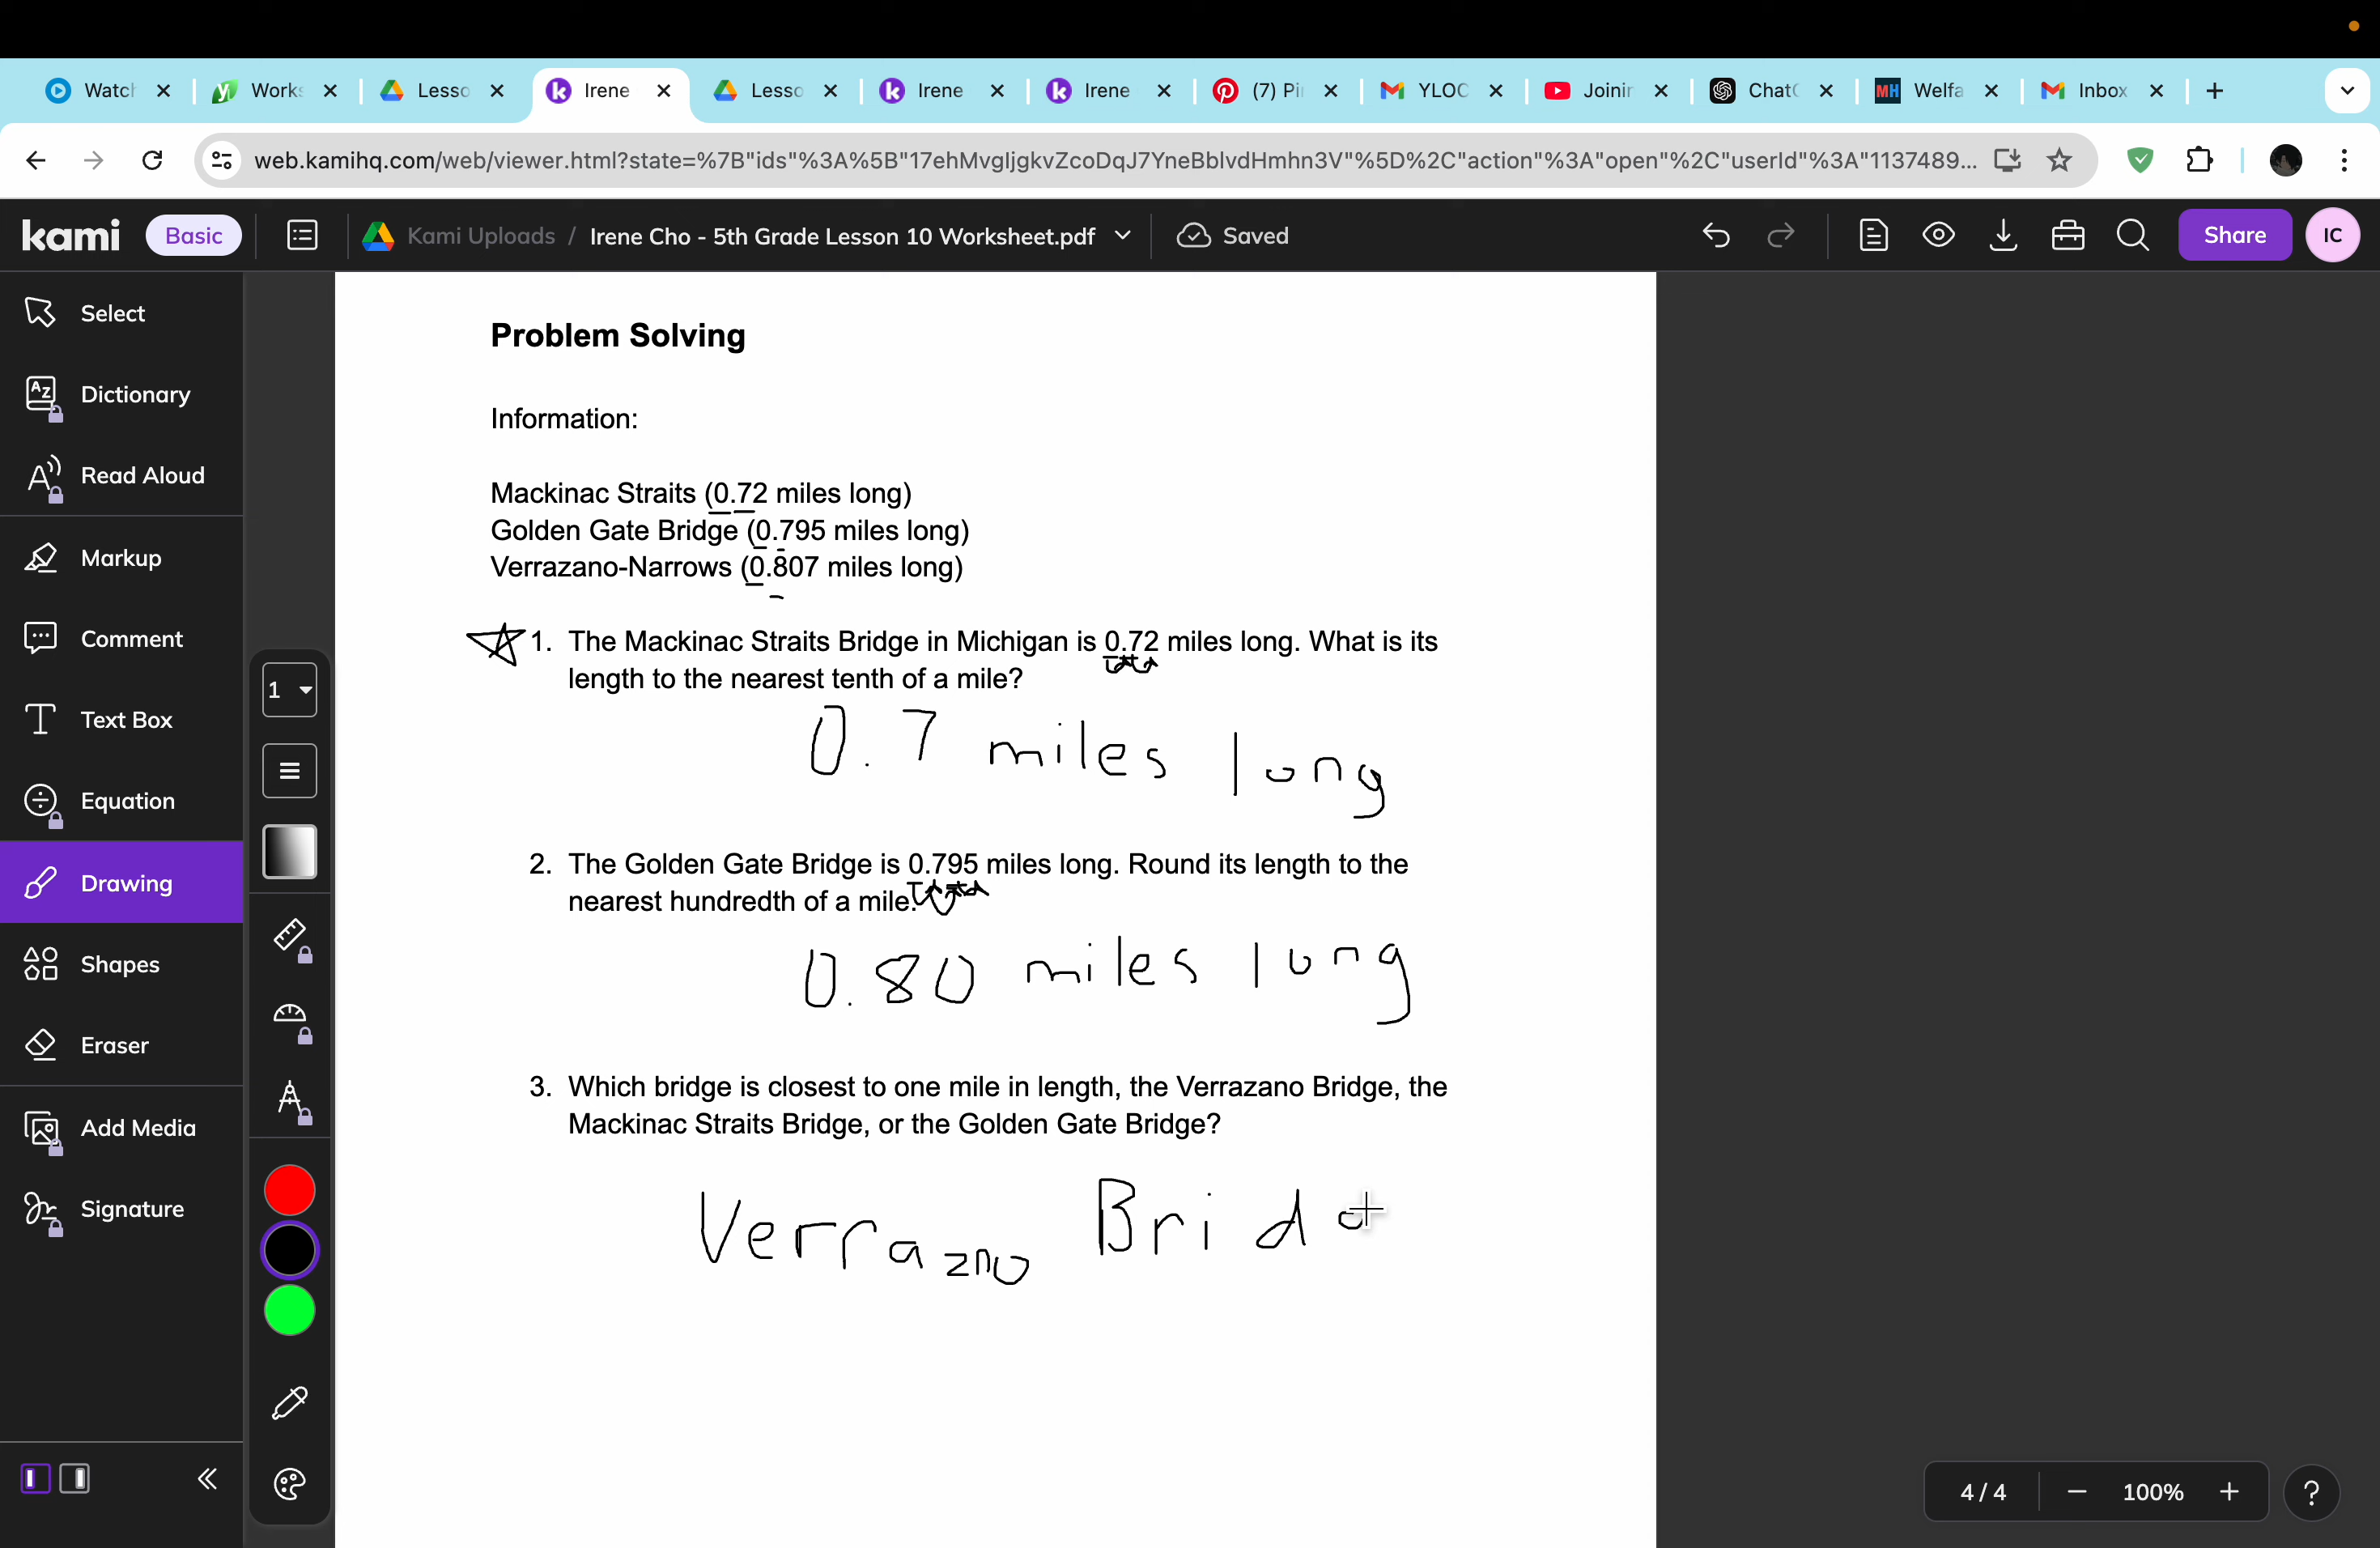 Watch
Works
Lesso
Irene
Lesso
Irene
Irene
(7) Pi
YLOC
Joinin
Chat
Welfa
Inbox
web.kamihq.com/web/viewer.html?state=%7B"ids"%3A%5B"17ehMvgIjgkvZcoDqJ7YneBblvdHmhn3V"%5D%2C"action"%3A"open"%2C"userId"%3A"1137489...
kami Basic Kami Uploads / Irene Cho - 5th Grade Lesson 10 Worksheet.pdf Saved Share IC
Select
Dictionary
Read Aloud
Markup
Comment
Text Box
Equation
Drawing
Shapes
Eraser
Add Media
Signature
1
Problem Solving
Information:
Mackinac Straits (0.72 miles long)
Golden Gate Bridge (0.795 miles long)
Verrazano-Narrows (0.807 miles long)
1. The Mackinac Straits Bridge in Michigan is 0.72 miles long. What is its
length to the nearest tenth of a mile?
0.7 miles long
2. The Golden Gate Bridge is 0.795 miles long. Round its length to the
nearest hundredth of a mile.
0.80 miles long
3. Which bridge is closest to one mile in length, the Verrazano Bridge, the
Mackinac Straits Bridge, or the Golden Gate Bridge?
Verrazno Brid
4 / 4 100%